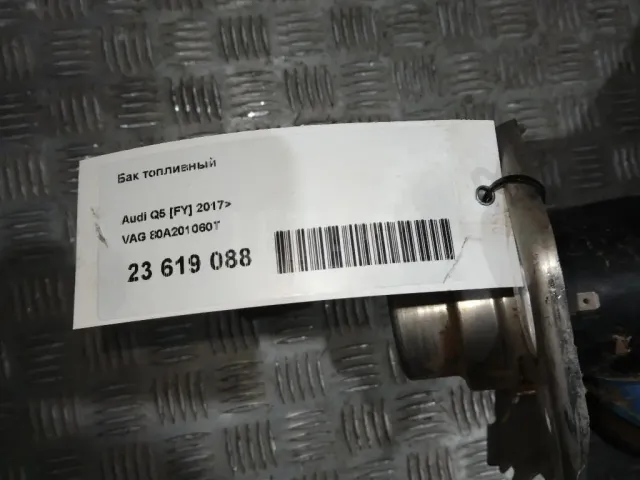 Бак топливный
Audi Q5 [FY] 2017>
VAG 80A201060T
23 619 088